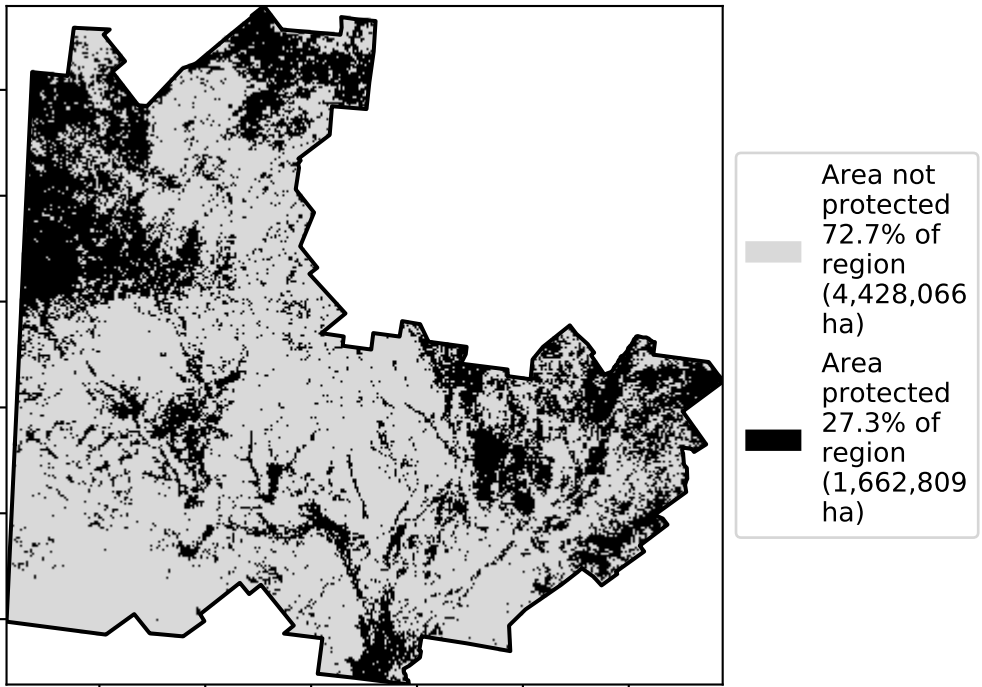 Area not
protected
72.7% of
region
(4,428,066
ha)
Area
protected
27.3% of
region
(1,662,809
ha)